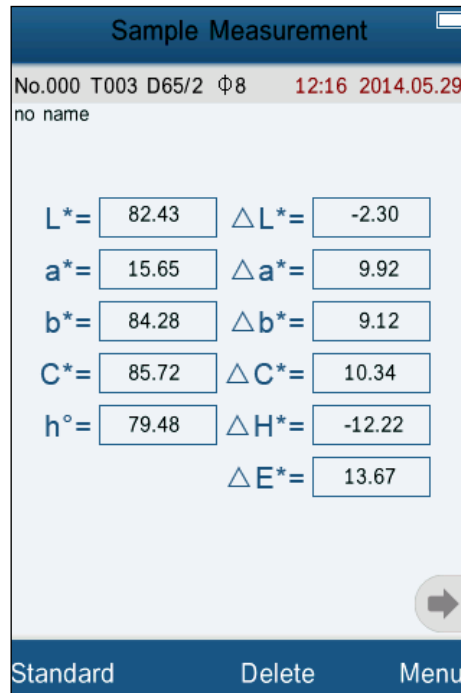 Sample Measurement
No.000 T003 D65/2 Φ8 12:16 2014.05.29
no name
L*= 82.43 △L*= -2.30
a*= 15.65 △a*= 9.92
b*= 84.28 △b*= 9.12
C*= 85.72 △C*= 10.34
h°= 79.48 △H*= -12.22
△E*= 13.67
Standard Delete Menu